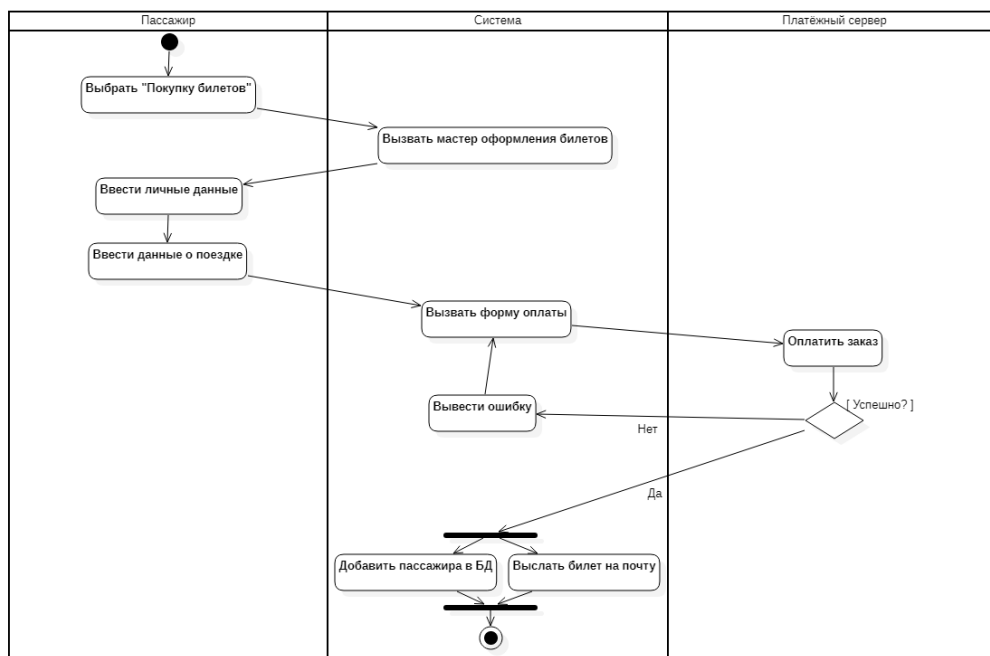 Пассажир
Система
Платёжный сервер
Выбрать "Покупку билетов"
Вызвать мастер оформления билетов
Ввести личные данные
Ввести данные о поездке
Вызвать форму оплаты
Оплатить заказ
[ Успешно? ]
Вывести ошибку
Нет
Да
Добавить пассажира в БД
Выслать билет на почту